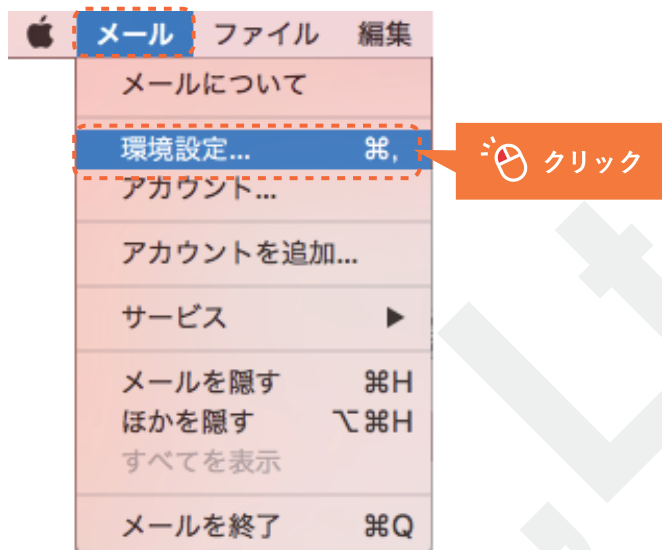 メール ファイル 編集
メールについて
環境設定... ⌘,
クリック
アカウント...
アカウントを追加...
サービス ▶
メールを隠す ⌘H
ほかを隠す ⌥⌘H
すべてを表示
メールを終了 ⌘Q